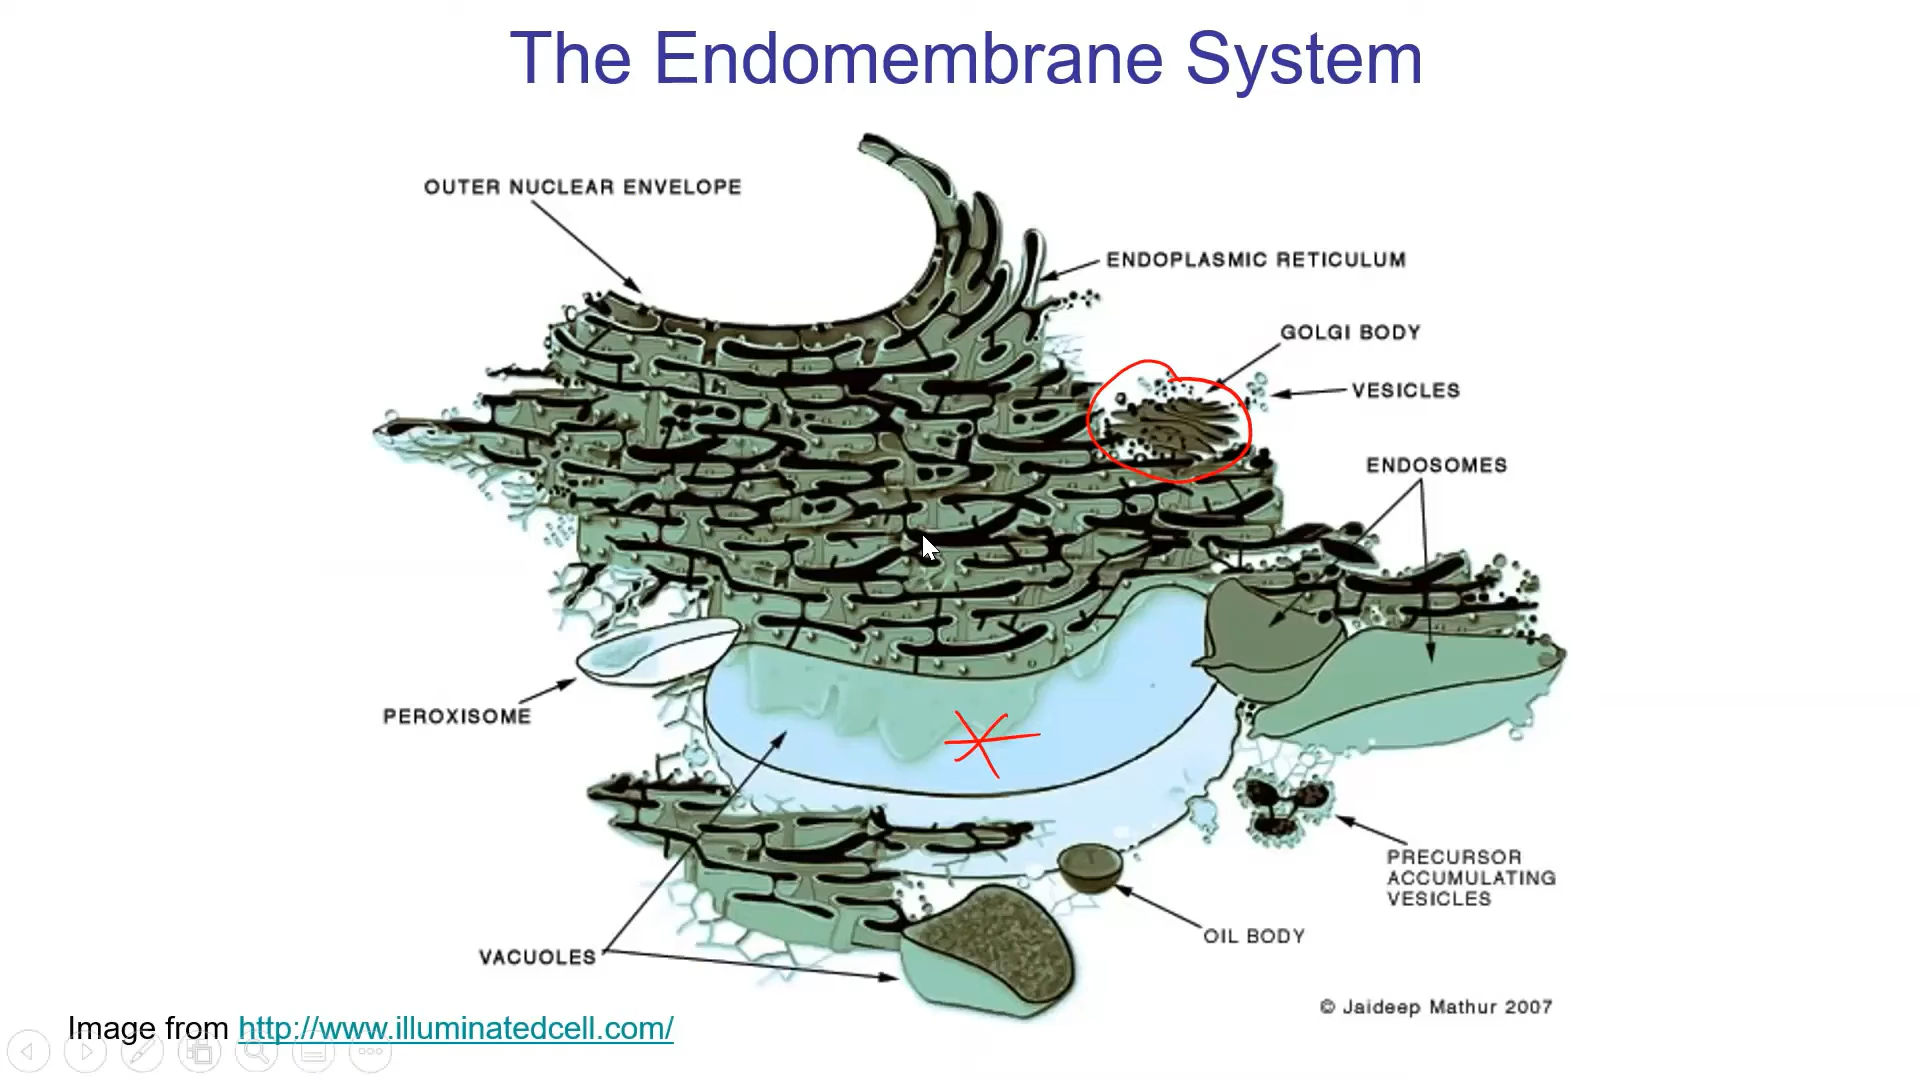 The Endomembrane System
OUTER NUCLEAR ENVELOPE
ENDOPLASMIC RETICULUM
GOLGI BODY
VESICLES
ENDOSOMES
PEROXISOME
PRECURSOR
ACCUMULATING
VESICLES
OIL BODY
VACUOLES
© Jaideep Mathur 2007
Image from http://www.illuminatedcell.com/